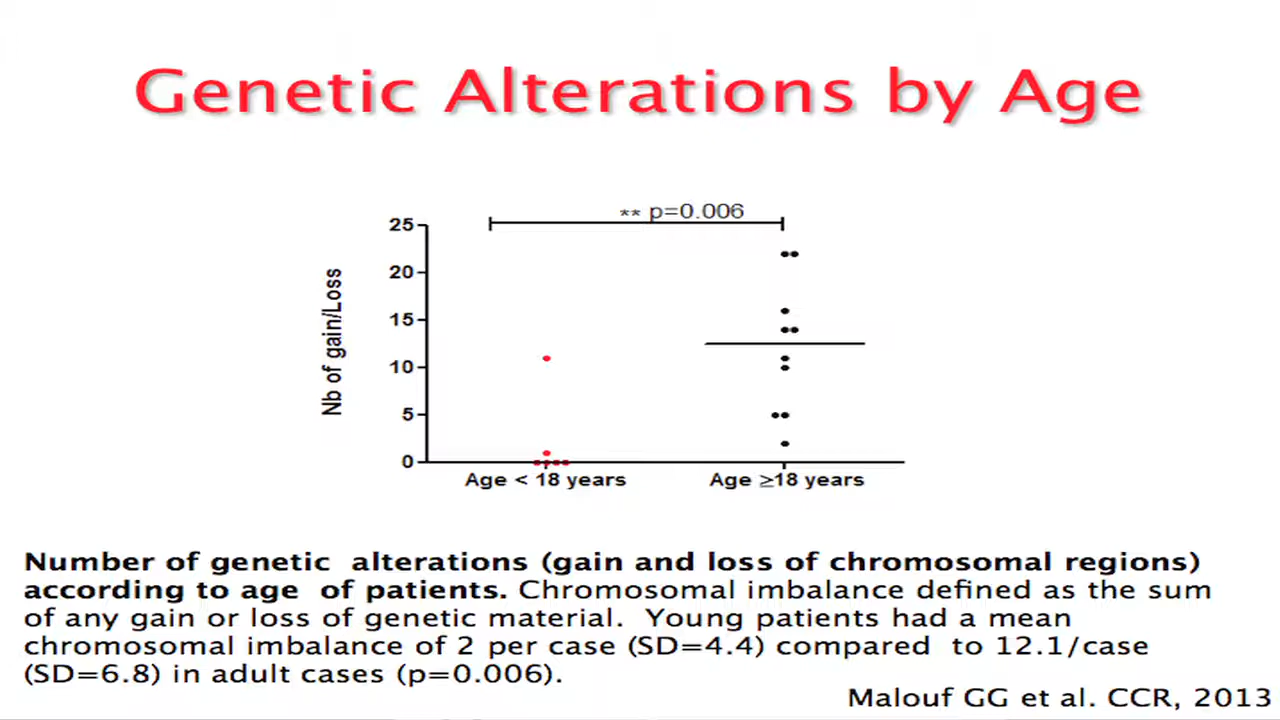 Genetic Alterations by Age
** p=0.006
25
20
15
10
5
0
Nb of gain/Loss
Age < 18 years
Age ≥18 years
Number of genetic alterations (gain and loss of chromosomal regions)
according to age of patients. Chromosomal imbalance defined as the sum
of any gain or loss of genetic material. Young patients had a mean
chromosomal imbalance of 2 per case (SD=4.4) compared to 12.1/case
(SD=6.8) in adult cases (p=0.006).
Malouf GG et al. CCR, 2013